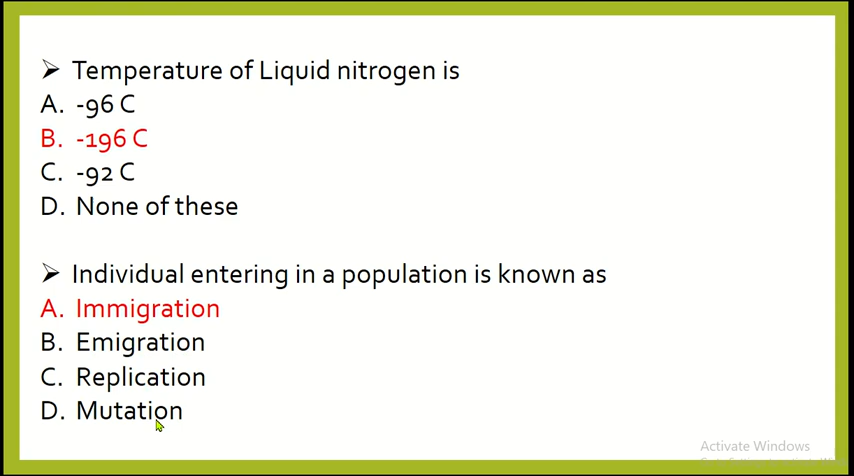 ➢ Temperature of Liquid nitrogen is
A. -96 C
B. -196 C
C. -92 C
D. None of these
➢ Individual entering in a population is known as
A. Immigration
B. Emigration
C. Replication
D. Mutation
Activate Windows